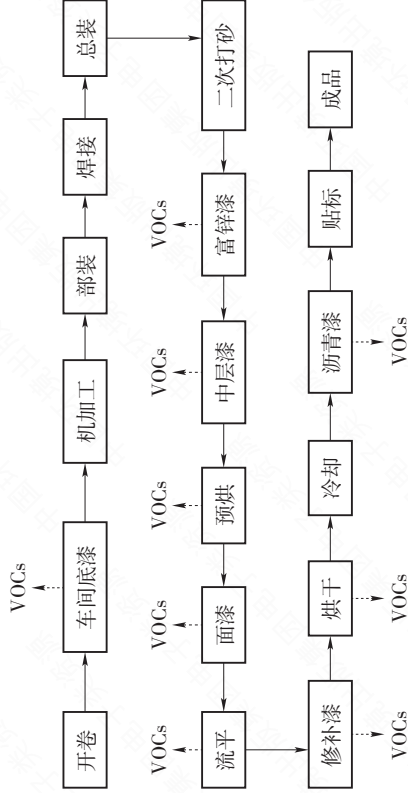 VOCs
开卷
车间底漆
机加工
部装
焊接
总装
VOCs
VOCs
VOCs
VOCs
VOCs
流平
面漆
预烘
中层漆
富锌漆
二次打砂
修补漆
烘干
冷却
沥青漆
贴标
成品
VOCs
VOCs
VOCs